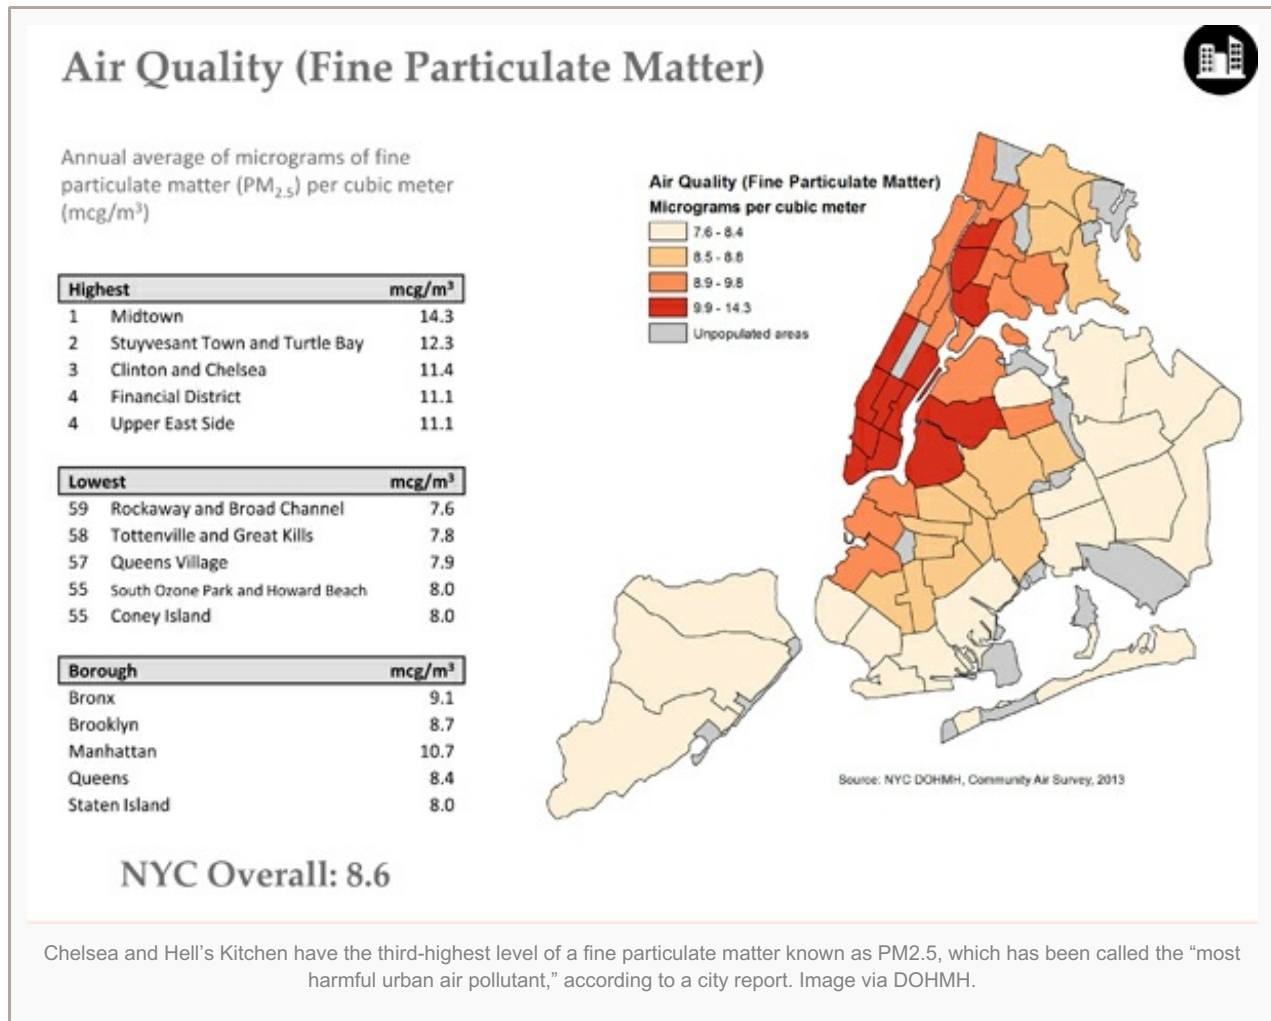 Air Quality (Fine Particulate Matter)
Annual average of micrograms of fine
particulate matter (PM2.5) per cubic meter
(mcg/m³)
Highest mcg/m³
1 Midtown 14.3
2 Stuyvesant Town and Turtle Bay 12.3
3 Clinton and Chelsea 11.4
4 Financial District 11.1
4 Upper East Side 11.1
Lowest mcg/m³
59 Rockaway and Broad Channel 7.6
58 Tottenville and Great Kills 7.8
57 Queens Village 7.9
55 South Ozone Park and Howard Beach 8.0
55 Coney Island 8.0
Borough mcg/m³
Bronx 9.1
Brooklyn 8.7
Manhattan 10.7
Queens 8.4
Staten Island 8.0
NYC Overall: 8.6
Air Quality (Fine Particulate Matter)
Micrograms per cubic meter
7.6 - 8.4
8.5 - 8.8
8.9 - 9.8
9.9 - 14.3
Unpopulated areas
Source: NYC DOHMH, Community Air Survey, 2013
Chelsea and Hell’s Kitchen have the third-highest level of a fine particulate matter known as PM2.5, which has been called the “most
harmful urban air pollutant,” according to a city report. Image via DOHMH.